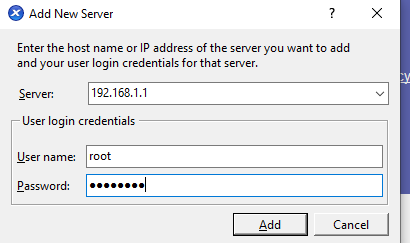 Add New Server
Enter the host name or IP address of the server you want to add
and your user login credentials for that server.
Server: 192.168.1.1
User login credentials
User name: root
Password: ●●●●●●●●
Add Cancel
cy